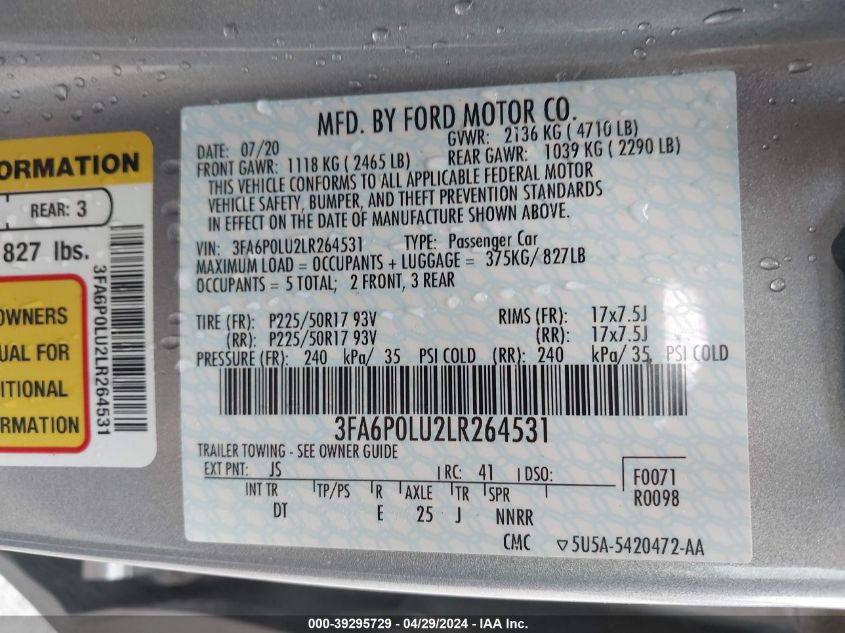 MFD. BY FORD MOTOR CO.
DATE: 07/20 GVWR: 2136 KG ( 4710 LB)
FRONT GAWR: 1118 KG ( 2465 LB) REAR GAWR: 1039 KG ( 2290 LB)
THIS VEHICLE CONFORMS TO ALL APPLICABLE FEDERAL MOTOR
VEHICLE SAFETY, BUMPER, AND THEFT PREVENTION STANDARDS
IN EFFECT ON THE DATE OF MANUFACTURE SHOWN ABOVE.
VIN: 3FA6P0LU2LR264531 TYPE: Passenger Car
MAXIMUM LOAD = OCCUPANTS + LUGGAGE = 375KG/ 827LB
OCCUPANTS = 5 TOTAL; 2 FRONT, 3 REAR
TIRE (FR): P225/50R17 93V RIMS (FR): 17x7.5J
(RR): P225/50R17 93V (RR): 17x7.5J
PRESSURE (FR): 240 kPa/ 35 PSI COLD (RR): 240 kPa/ 35 PSI COLD
3FA6P0LU2LR264531
TRAILER TOWING - SEE OWNER GUIDE
EXT PNT: JS RC: 41 DSO: F0071
R0098
INT TR TP/PS R AXLE TR SPR
DT E 25 J NNRR
CMC ▽5U5A-5420472-AA
ORMATION
REAR: 3
827 lbs.
OWNERS
UAL FOR
ITIONAL
ORMATION
3FA6P0LU2LR264531
000-39295729 - 04/29/2024 - IAA Inc.